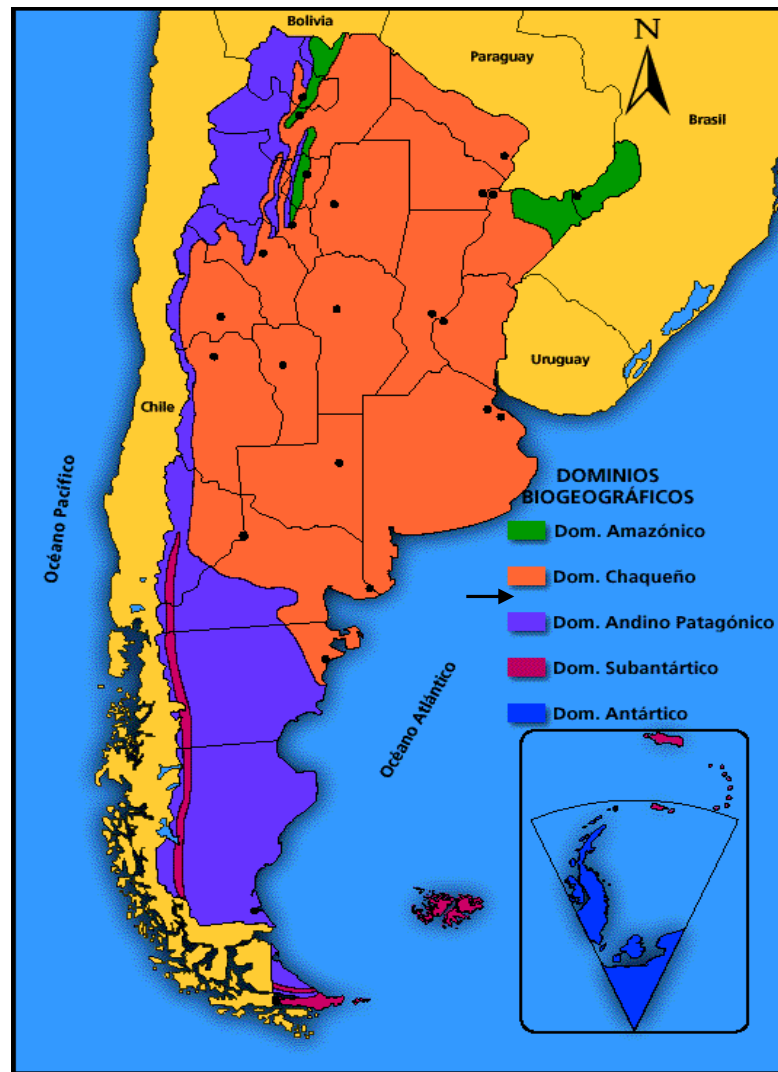 Bolivia
N
Paraguay
Brasil
Uruguay
Chile
Océano Pacífico
DOMINIOS
BIOGEOGRÁFICOS
Dom. Amazónico
Dom. Chaqueño
Dom. Andino Patagónico
Dom. Subantártico
Dom. Antártico
Océano Atlántico